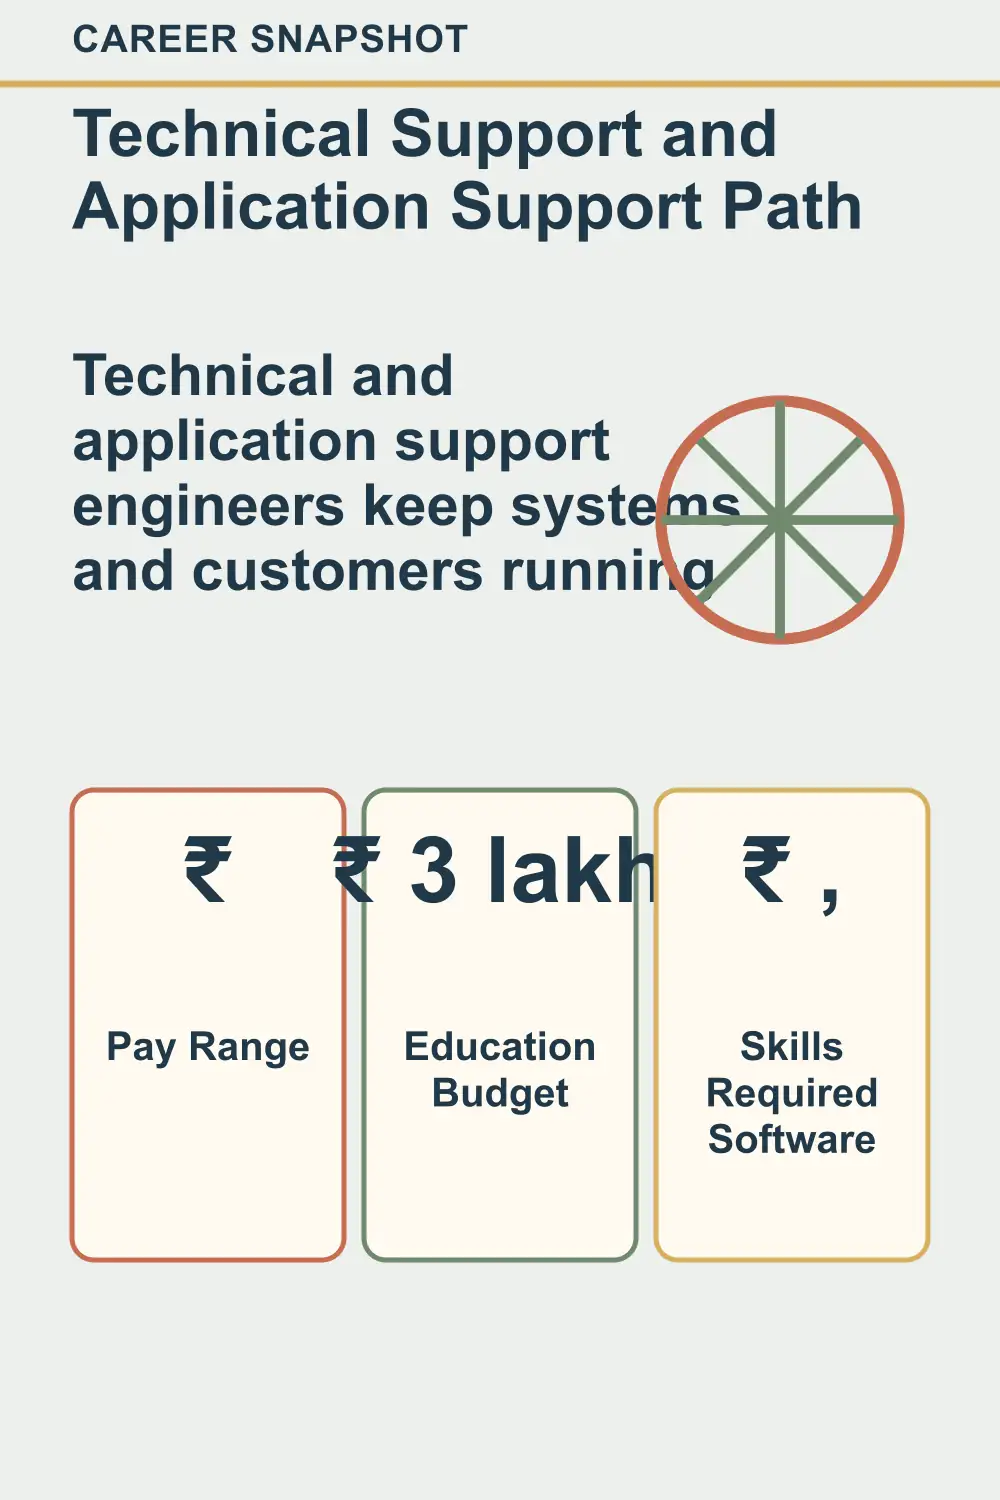 CAREER SNAPSHOT
Technical Support and
Application Support Path
Technical and
application support
engineers keep systems
and customers running
₹
₹ 3 lakh
₹ ,
Pay Range
Education
Budget
Skills
Required
Software